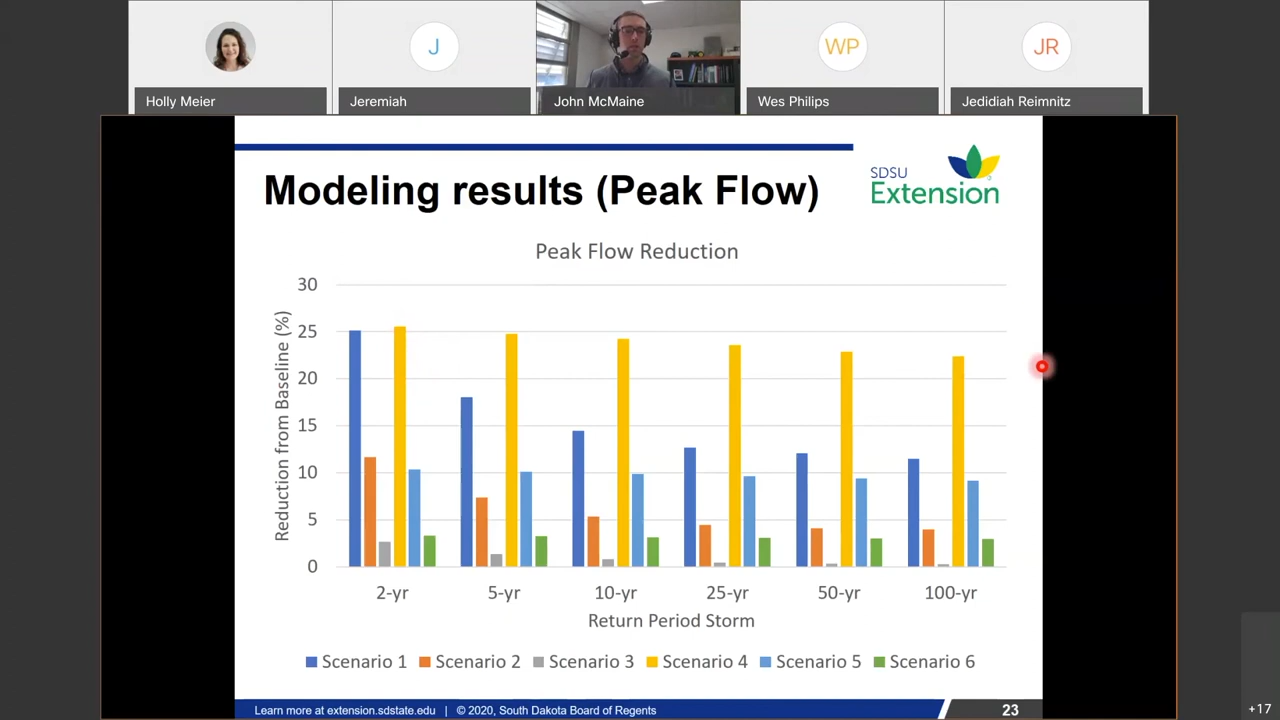 J
WP
JR
Holly Meier
Jeremiah
John McMaine
Wes Philips
Jedidiah Reimnitz
SDSU
Extension
Modeling results (Peak Flow)
Peak Flow Reduction
Reduction from Baseline (%)
30
25
20
15
10
5
0
2-yr 5-yr 10-yr 25-yr 50-yr 100-yr
Return Period Storm
Scenario 1 Scenario 2 Scenario 3 Scenario 4 Scenario 5 Scenario 6
Learn more at extension.sdstate.edu | © 2020, South Dakota Board of Regents
23
+17